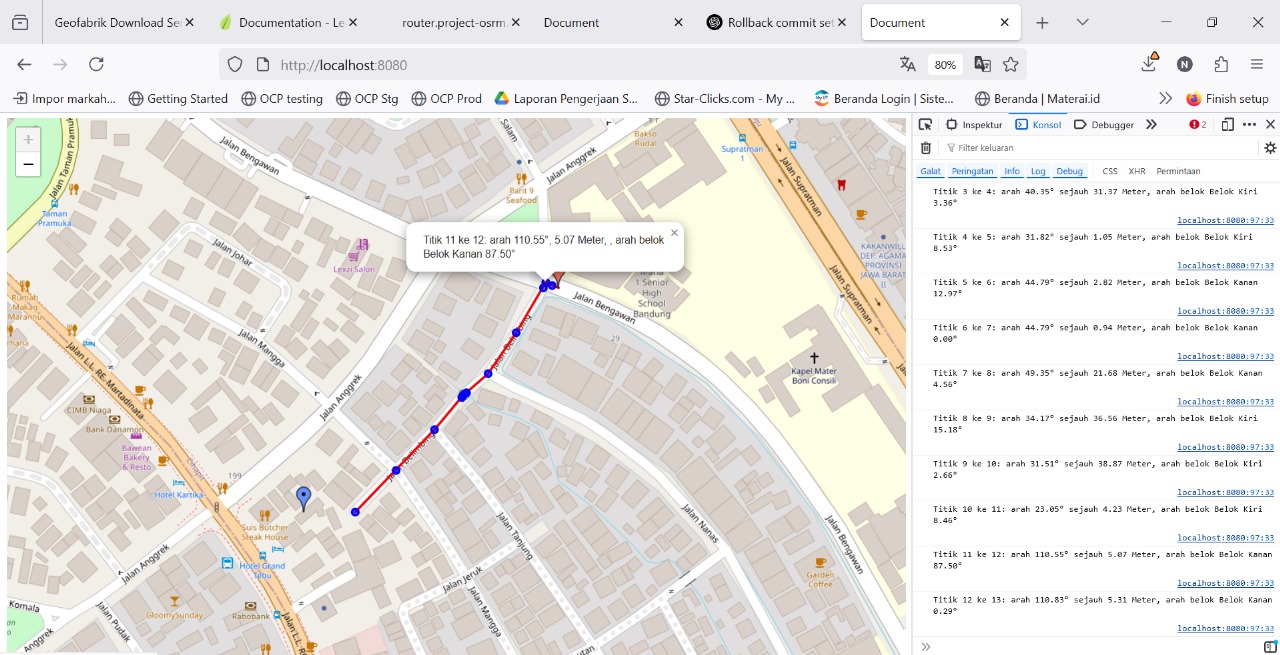 Geofabrik Download Se
Documentation - Le
router.project-osrm.
Document
Rollback commit set
Document
http://localhost:8080
80%
Impor markah...
Getting Started
OCP testing
OCP Stg
OCP Prod
Laporan Pengerjaan S...
Star-Clicks.com - My ...
Beranda Login | Siste...
Beranda | Materai.id
Finish setup
Inspektur
Konsol
Debugger
2
Filter keluaran
Galat
Peringatan
Info
Log
Debug
CSS
XHR
Permintaan
Titik 3 ke 4: arah 40.35° sejauh 31.37 Meter, arah belok Belok Kiri
3.36°
localhost:8080:97:33
Titik 4 ke 5: arah 31.82° sejauh 1.05 Meter, arah belok Belok Kiri
8.53°
localhost:8080:97:33
Titik 5 ke 6: arah 44.79° sejauh 2.82 Meter, arah belok Belok Kanan
12.97°
localhost:8080:97:33
Titik 6 ke 7: arah 44.79° sejauh 0.94 Meter, arah belok Belok Kanan
0.00°
localhost:8080:97:33
Titik 7 ke 8: arah 49.35° sejauh 21.68 Meter, arah belok Belok Kanan
4.56°
localhost:8080:97:33
Titik 8 ke 9: arah 34.17° sejauh 36.56 Meter, arah belok Belok Kiri
15.18°
localhost:8080:97:33
Titik 9 ke 10: arah 31.51° sejauh 38.87 Meter, arah belok Belok Kiri
2.66°
localhost:8080:97:33
Titik 10 ke 11: arah 23.05° sejauh 4.23 Meter, arah belok Belok Kiri
8.46°
localhost:8080:97:33
Titik 11 ke 12: arah 110.55° sejauh 5.07 Meter, arah belok Belok Kanan
87.50°
localhost:8080:97:33
Titik 12 ke 13: arah 110.83° sejauh 5.31 Meter, arah belok Belok Kanan
0.29°
localhost:8080:97:33
+
−
Jalan Taman Pramuka
Jalan Bengawan
Salam
Jalan Anggrek
Bakso
Rudal
Supratman
1
Jalan Supratman
Parit 9
Seafood
Taman
Pramuka
Lexzi Salon
Jalan Johar
Titik 11 ke 12: arah 110.55°, 5.07 Meter, , arah belok
Belok Kanan 87.50°
KAKANWILL
DEP. AGAMA
PROVINSI
JAWA BARAT
II
Maria
1 Senior
High
School
Bandung
Jalan Bengawan
Jalan Supratman
Rumah
Makan
Marannu
Jalan Mangga
29
Kapel Mater
Boni Consili
Jalan L.L. RE. Martadinata
Jalan Anggrek
CIMB Niaga
Bank Danamon
Bawean
Bakery
& Resto
199
Hotel Kartika
Suis Butcher
Steak House
Hotel Grand
Tebu
Jalan Anggrek
Jalan Tanjung
Jalan Nanas
Jalan Bengawan
Garden
Coffee
Jalan Jeruk
Jalan Mangga
Komala
GloomySunday
Rabobank
Jalan Pudak
Jalan L.L.